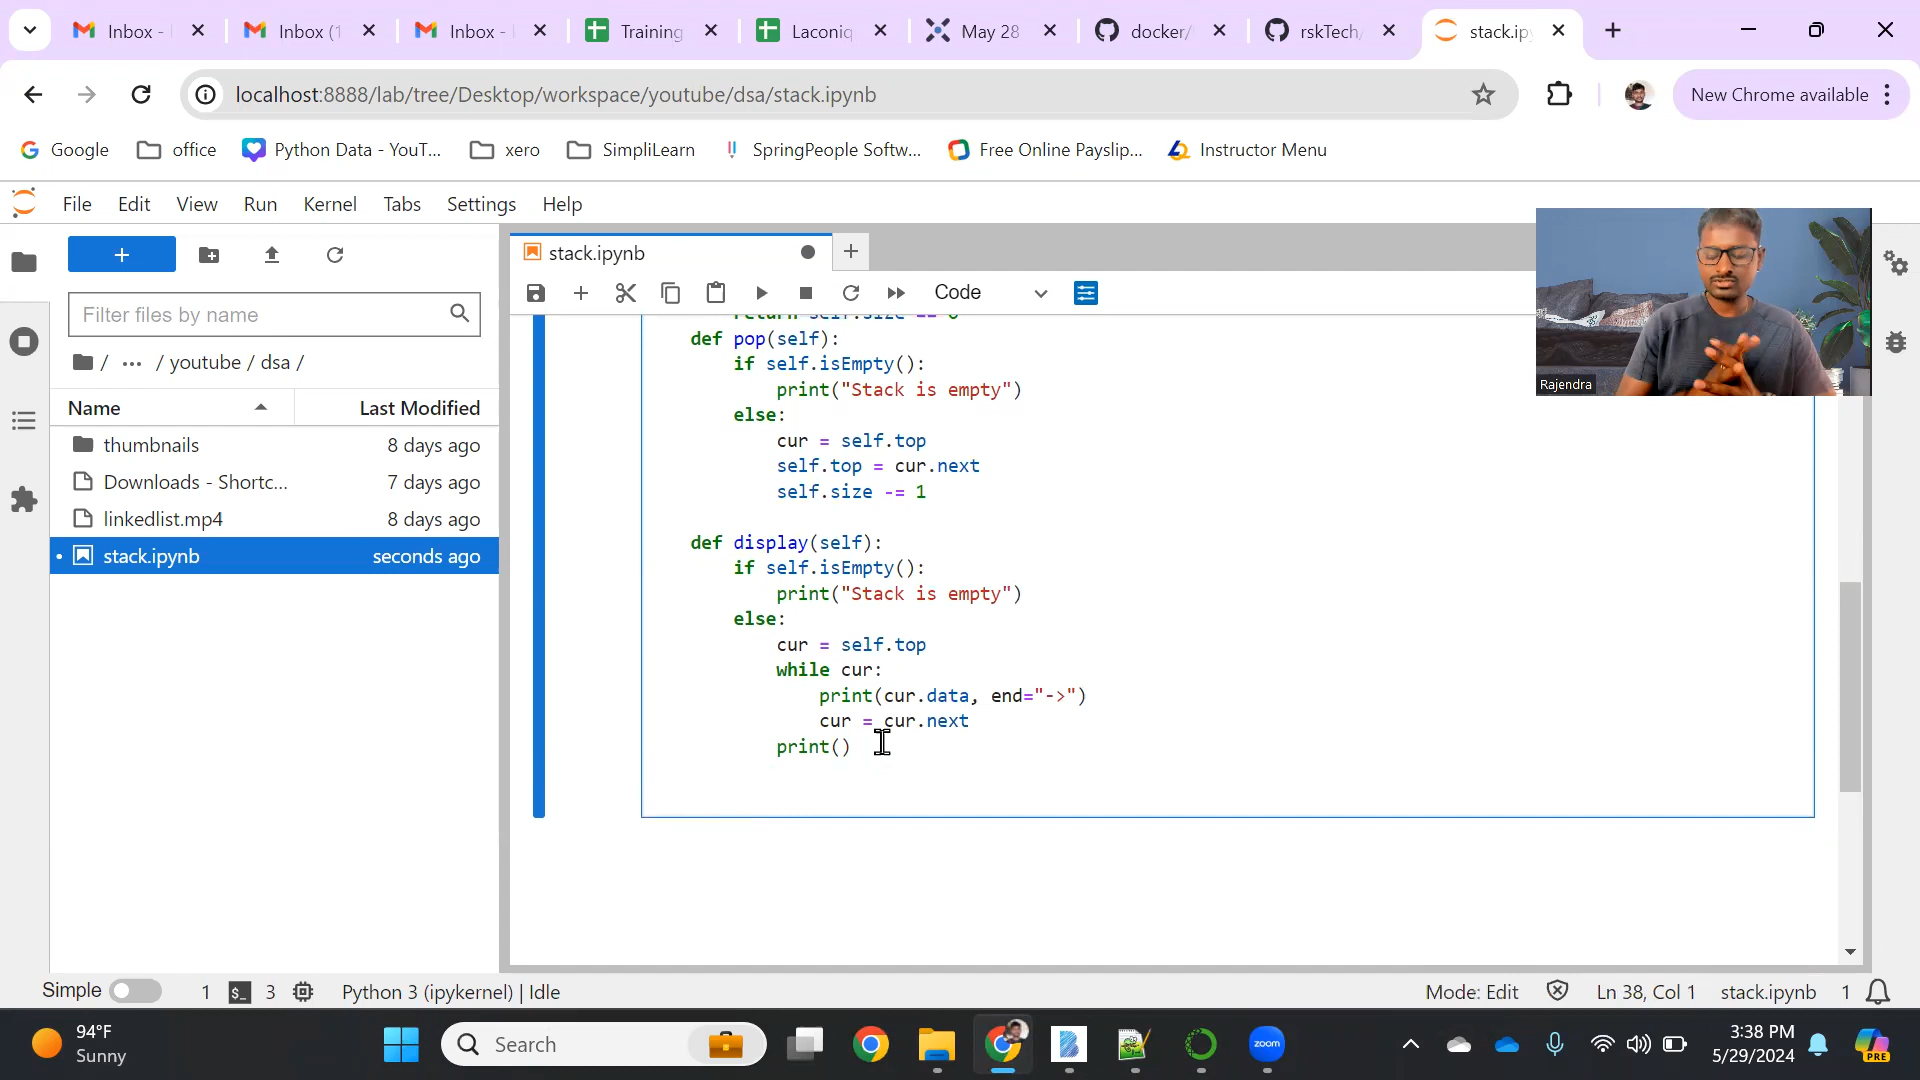 Inbox -
Inbox (1
Inbox -
Training
Laconiq
May 28
docker/
rskTech/
stack.ip
localhost:8888/lab/tree/Desktop/workspace/youtube/dsa/stack.ipynb
New Chrome available
Google
office
Python Data - YouT...
xero
SimpliLearn
SpringPeople Softw...
Free Online Payslip...
Instructor Menu
File
Edit
View
Run
Kernel
Tabs
Settings
Help
stack.ipynb
Code
Filter files by name
/ ... / youtube / dsa /
Name
Last Modified
thumbnails
8 days ago
Downloads - Shortc...
7 days ago
linkedlist.mp4
8 days ago
stack.ipynb
seconds ago
return self.size == 0
def pop(self):
if self.isEmpty():
print("Stack is empty")
else:
cur = self.top
self.top = cur.next
self.size -= 1
def display(self):
if self.isEmpty():
print("Stack is empty")
else:
cur = self.top
while cur:
print(cur.data, end="->")
cur = cur.next
print()
Rajendra
Simple
1
3
Python 3 (ipykernel) | Idle
Mode: Edit
Ln 38, Col 1
stack.ipynb
1
94°F
Sunny
Search
zoom
3:38 PM
5/29/2024
PRE